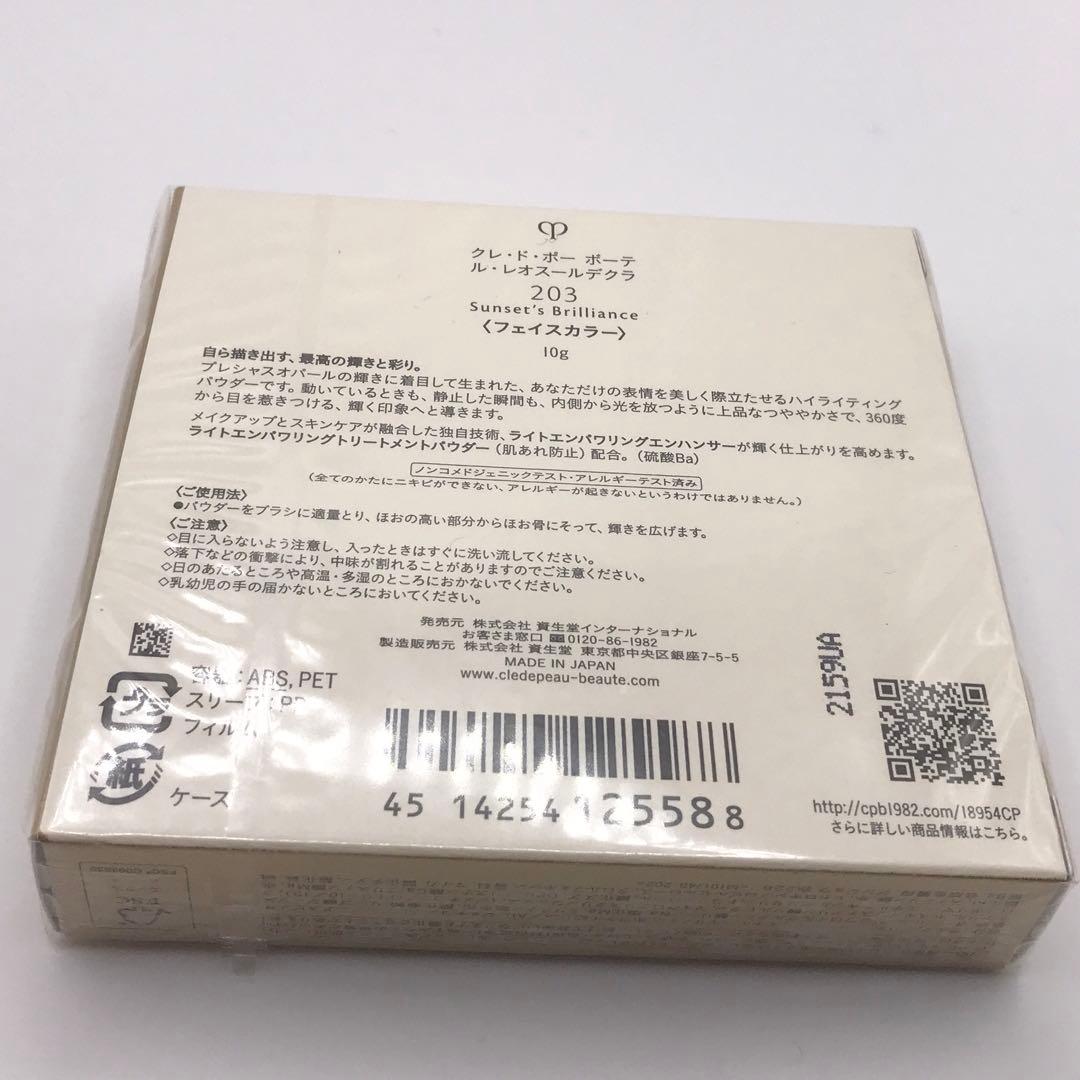 クレ・ド・ポー ボーテ
ル・レオスールデクラ
203
Sunset's Brilliance
〈フェイスカラー〉
10g
自ら描き出す、最高の輝きと彩り。
プレシャスオパールの輝きに着目して生まれた、あなただけの表情を美しく際立たせるハイライティング
パウダーです。動いているときも、静止した瞬間も、内側から光を放つように上品なつややかさで、360度
から目を惹きつける、輝く印象へと導きます。
メイクアップとスキンケアが融合した独自技術、ライトエンパワリングエンハンサーが輝く仕上がりを高めます。
ライトエンパワリングトリートメントパウダー（肌あれ防止）配合。（硫酸Ba）
ノンコメドジェニックテスト・アレルギーテスト済み
（全てのかたにニキビができない、アレルギーが起きないというわけではありません。）
〈ご使用法〉
●パウダーをブラシに適量とり、ほおの高い部分からほお骨にそって、輝きを広げます。
〈ご注意〉
◇目に入らないよう注意し、入ったときはすぐに洗い流してください。
◇落下などの衝撃により、中味が割れることがありますのでご注意ください。
◇日のあたるところや高温・多湿のところにおかないでください。
◇乳幼児の手の届かないところにおいてください。
発売元 株式会社 資生堂インターナショナル
お客さま窓口 0120-86-1982
製造販売元 株式会社 資生堂 東京都中央区銀座7-5-5
MADE IN JAPAN
www.cledepeau-beaute.com
容器：ABS, PET
プラ
フィルム
紙
ケース
45 14254 12558 8
2159WA
http://cpb1982.com/18954CP
さらに詳しい商品情報はこちら。